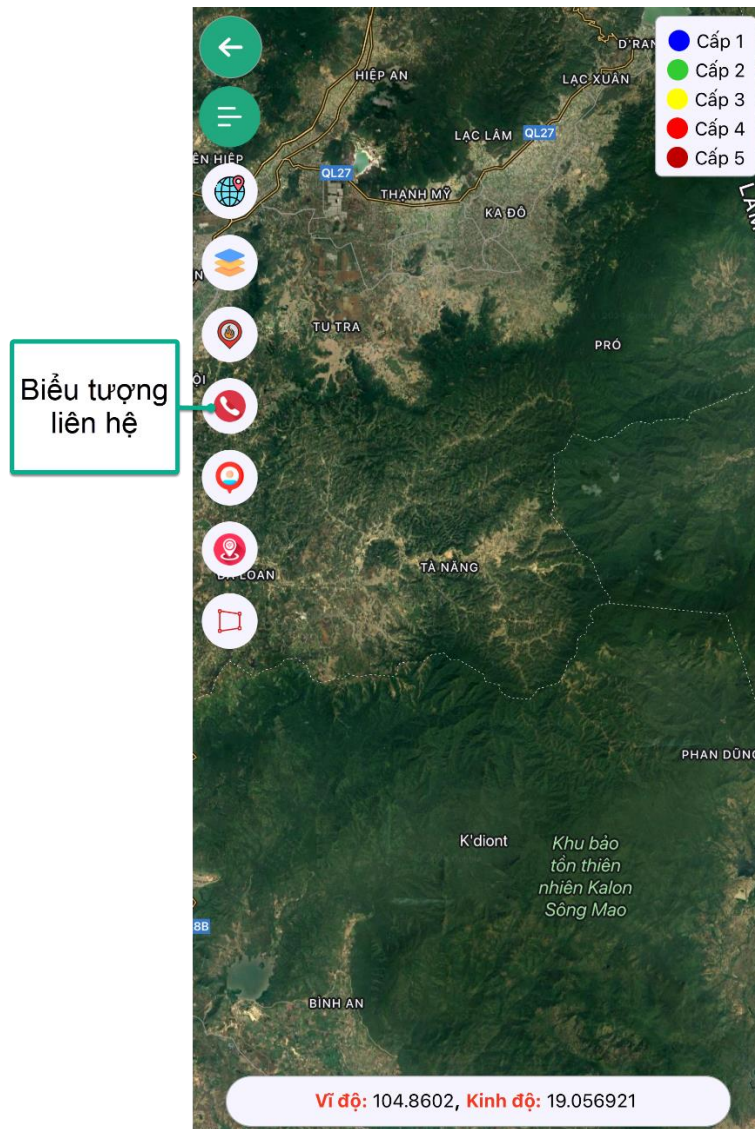 D'RAN
HIỆP AN
LẠC XUÂN
Cấp 1
Cấp 2
Cấp 3
Cấp 4
Cấp 5
LẠC LÂM
QL27
QL27
THẠNH MỸ
KA ĐÔ
TU TRA
PRÓ
Biểu tượng
liên hệ
TÀ NĂNG
LOAN
PHAN DŨNG
K'diont
Khu bảo
tồn thiên
nhiên Kalon
Sông Mao
8B
BÌNH AN
Vĩ độ: 104.8602, Kinh độ: 19.056921